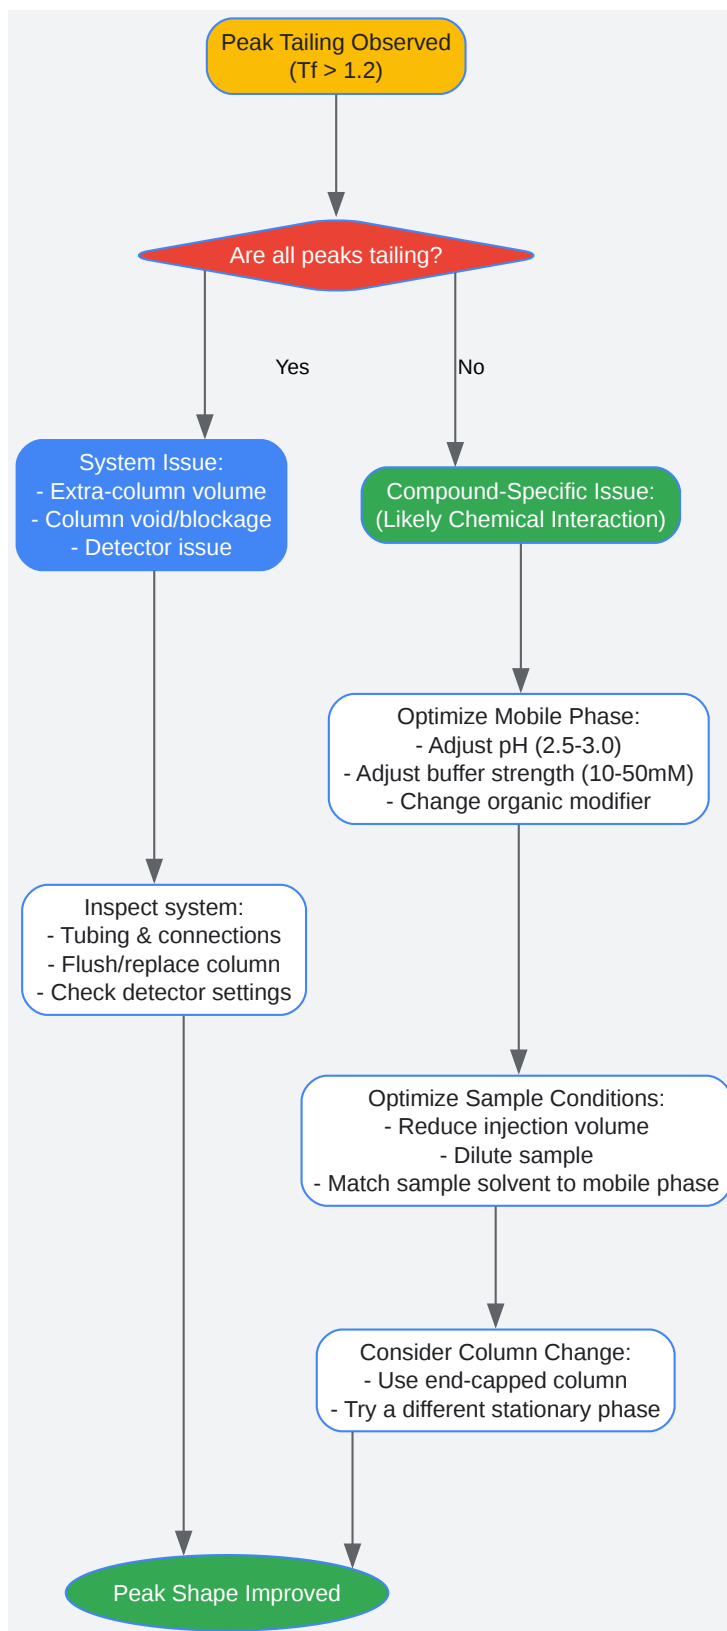 Peak Tailing Observed
(Tf > 1.2)
Are all peaks tailing?
Yes
No
System Issue:
- Extra-column volume
- Column void/blockage
- Detector issue
Compound-Specific Issue:
(Likely Chemical Interaction)
Optimize Mobile Phase:
- Adjust pH (2.5-3.0)
- Adjust buffer strength (10-50mM)
- Change organic modifier
Inspect system:
- Tubing & connections
- Flush/replace column
- Check detector settings
Optimize Sample Conditions:
- Reduce injection volume
- Dilute sample
- Match sample solvent to mobile phase
Consider Column Change:
- Use end-capped column
- Try a different stationary phase
Peak Shape Improved